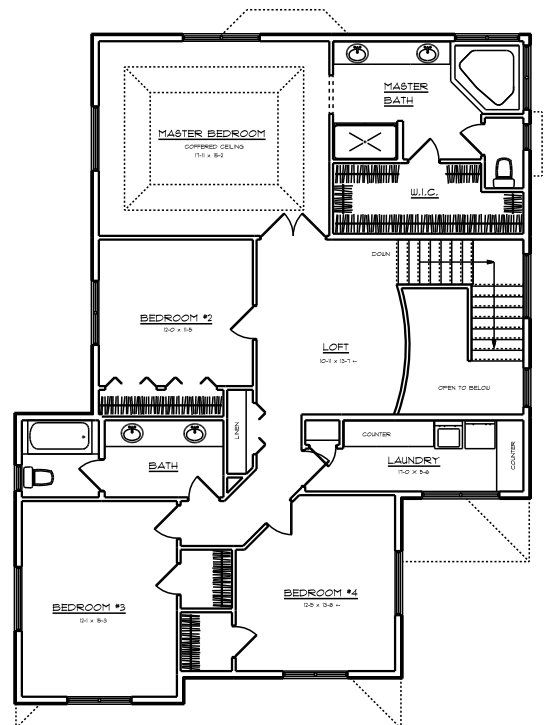 MASTER BATH
MASTER BEDROOM
COFFERED CEILING
17-11 x 15-2
W.I.C.
DOWN
BEDROOM #2
12-0 x 11-5
LOFT
10-11 x 13-7 +-
OPEN TO BELOW
LINEN
COUNTER
LAUNDRY
17-0 x 5-6
COUNTER
BATH
BEDROOM #3
12-1 x 15-3
BEDROOM #4
12-5 x 13-8 +-